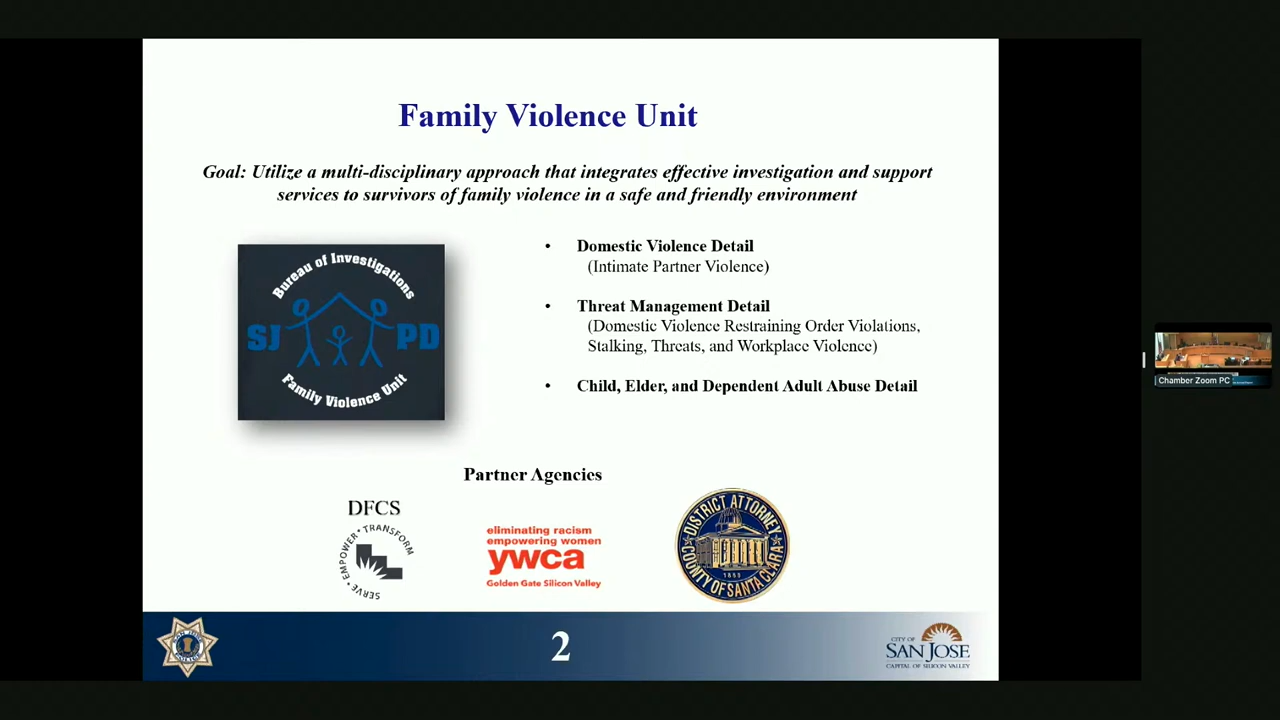 Family Violence Unit
Goal: Utilize a multi-disciplinary approach that integrates effective investigation and support
services to survivors of family violence in a safe and friendly environment
Bureau of Investigations
SJ PD
Family Violence Unit
• Domestic Violence Detail
(Intimate Partner Violence)
• Threat Management Detail
(Domestic Violence Restraining Order Violations,
Stalking, Threats, and Workplace Violence)
• Child, Elder, and Dependent Adult Abuse Detail
Partner Agencies
DFCS
SERVE • EMPOWER • TRANSFORM
eliminating racism
empowering women
ywca
Golden Gate Silicon Valley
DISTRICT ATTORNEY
COUNTY OF SANTA CLARA
SAN JOSE
POLICE
2
CITY OF
SAN JOSE
CAPITAL OF SILICON VALLEY
Chamber Zoom PC